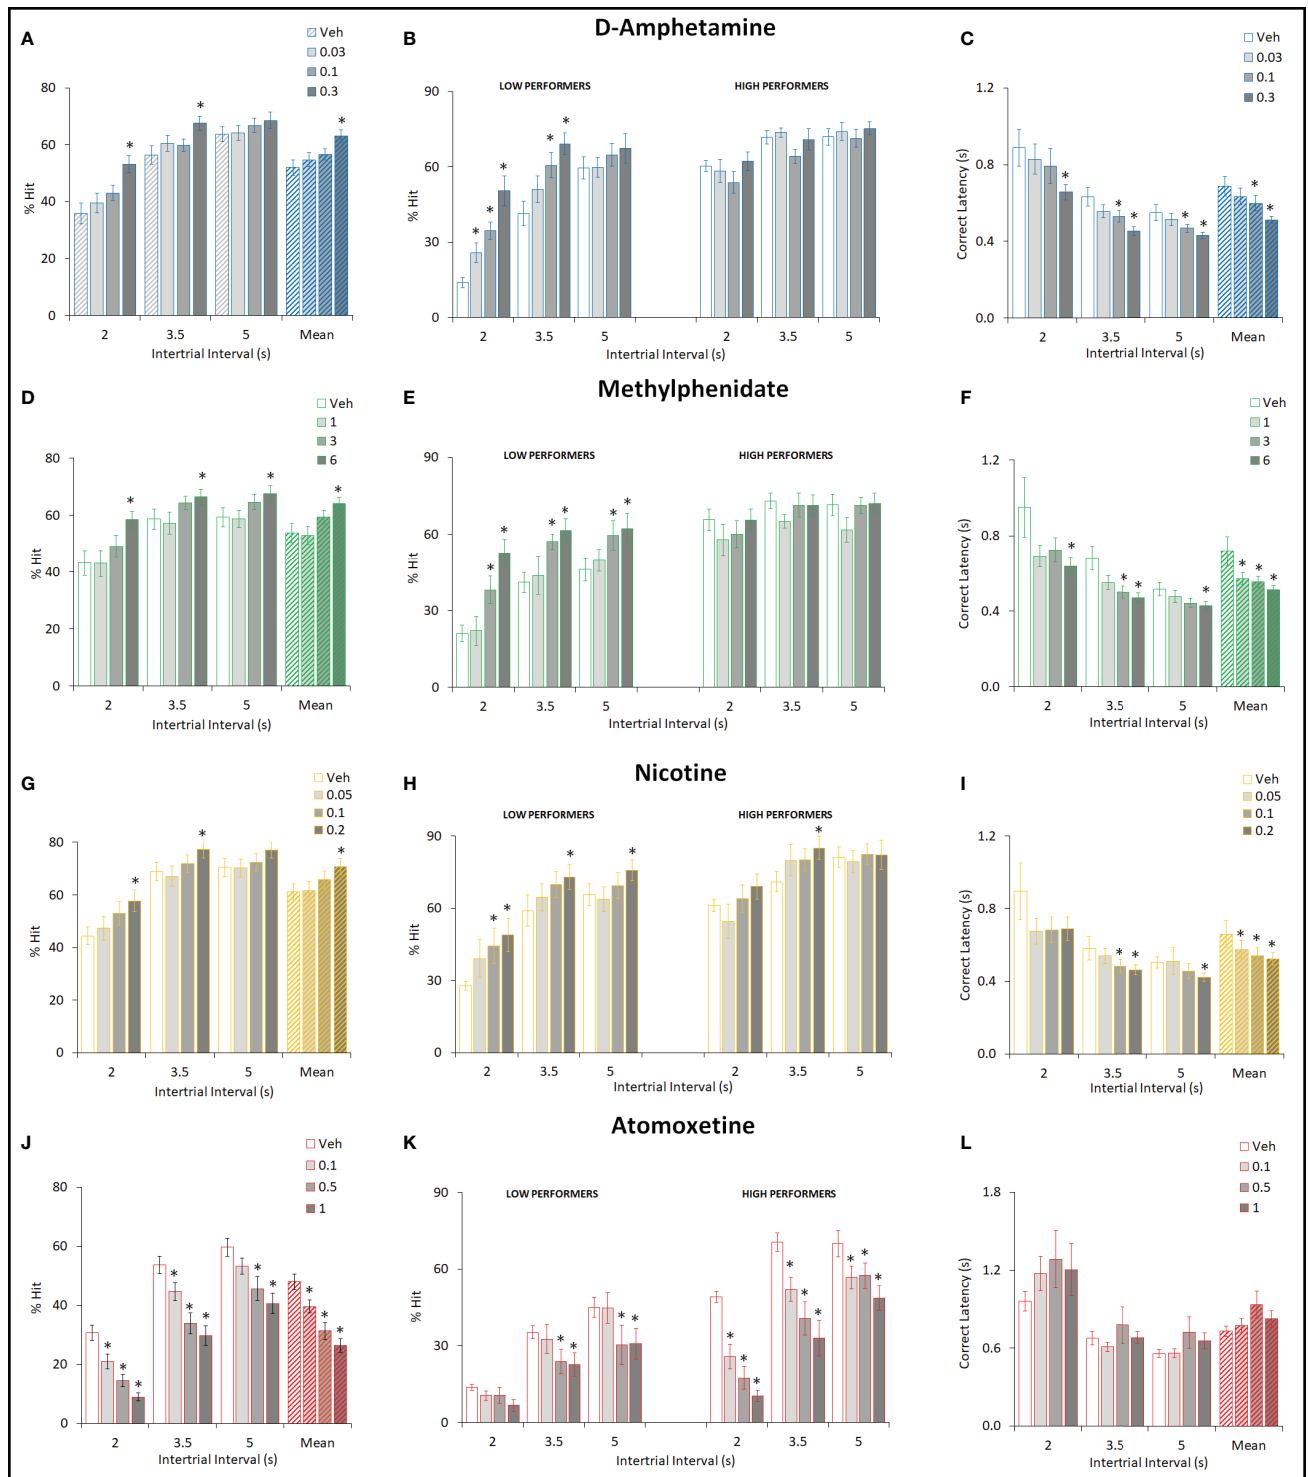 D-Amphetamine
A
Veh
0.03
0.1
0.3
80
60
40
20
0
% Hit
* * *
2 3.5 5 Mean
Intertrial Interval (s)
B
LOW PERFORMERS HIGH PERFORMERS
90
60
30
0
% Hit
* * * * *
2 3.5 5 2 3.5 5
Intertrial Interval (s)
C
Veh
0.03
0.1
0.3
1.2
0.8
0.4
0.0
Correct Latency (s)
* * * * * * *
2 3.5 5 Mean
Intertrial Interval (s)
Methylphenidate
D
Veh
1
3
6
80
60
40
20
0
% Hit
* * * *
2 3.5 5 Mean
Intertrial Interval (s)
E
LOW PERFORMERS HIGH PERFORMERS
90
60
30
0
% Hit
* * * * * *
2 3.5 5 2 3.5 5
Intertrial Interval (s)
F
Veh
1
3
6
1.2
0.8
0.4
0.0
Correct Latency (s)
* * * * * * *
2 3.5 5 Mean
Intertrial Interval (s)
Nicotine
G
Veh
0.05
0.1
0.2
80
60
40
20
0
% Hit
* * *
2 3.5 5 Mean
Intertrial Interval (s)
H
LOW PERFORMERS HIGH PERFORMERS
90
60
30
0
% Hit
* * * * *
2 3.5 5 2 3.5 5
Intertrial Interval (s)
I
Veh
0.05
0.1
0.2
1.2
0.8
0.4
0.0
Correct Latency (s)
* * * * * *
2 3.5 5 Mean
Intertial Interval (s)
Atomoxetine
J
Veh
0.1
0.5
1
80
60
40
20
0
% Hit
* * * * * * * * * * *
2 3.5 5 Mean
Intertrial Interval (s)
K
LOW PERFORMERS HIGH PERFORMERS
90
60
30
0
% Hit
* * * * * * * * * * * * *
2 3.5 5 2 3.5 5
Intertrial Interval (s)
L
Veh
0.1
0.5
1
1.8
1.2
0.6
0.0
Correct Latency (s)
2 3.5 5 Mean
Intertrial Interval (s)